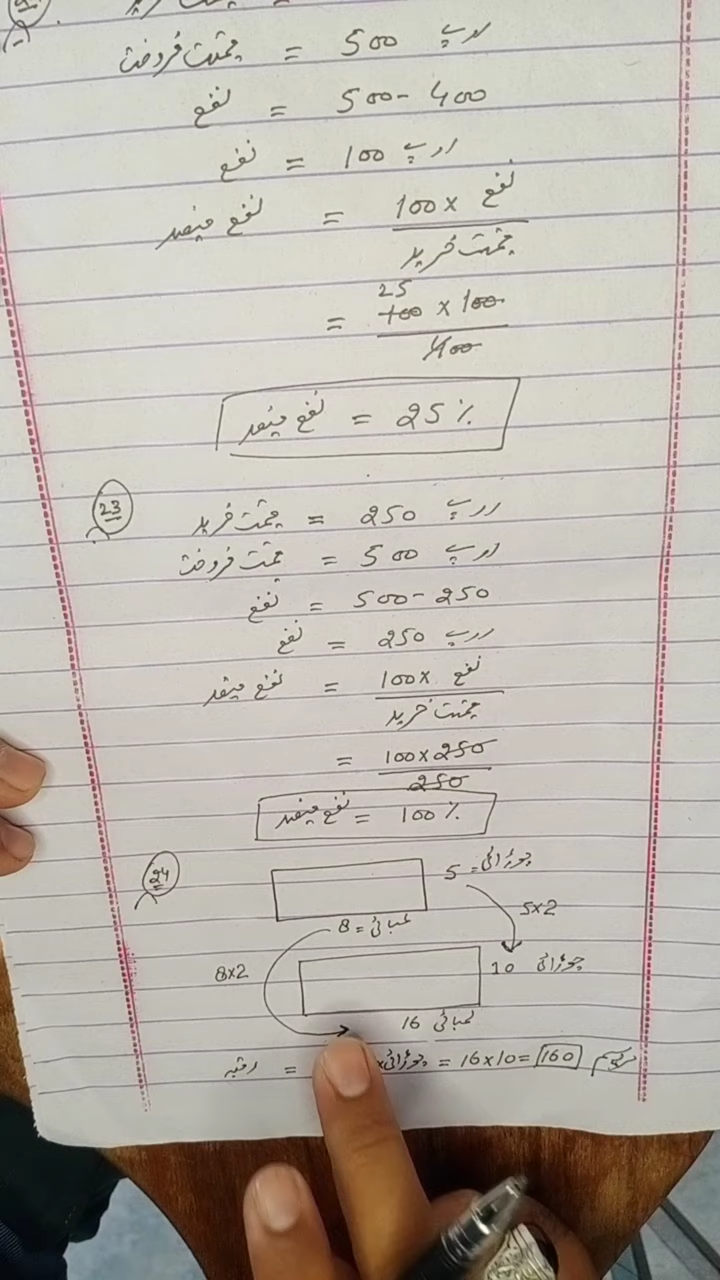 قیمت فروخت = 500 روپے
نفع = 500 - 400
نفع = 100 روپے
نفع فیصد = 100 x نفع
قیمت خرید
25
= 100 x 100
400
نفع فیصد = 25 %
23
قیمت خرید = 250 روپے
قیمت فروخت = 500 روپے
نفع = 500 - 250
نفع = 250 روپے
نفع فیصد = 100 x نفع
قیمت خرید
= 100 x 250
250
نفع فیصد = 100 %
24
چوڑائی = 5
5x2
لمبائی = 8
8x2
10 چوڑائی
16 لمبائی
رقبہ = x چوڑائی = 16 x 10 = 160